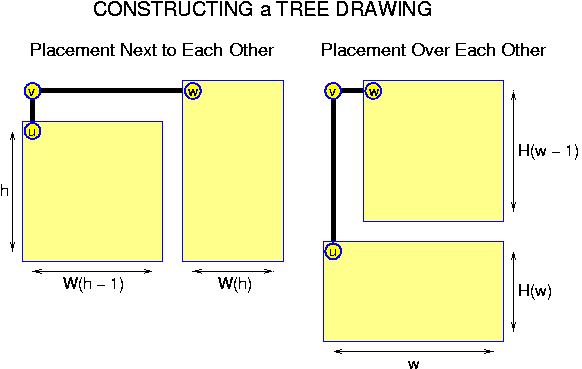 CONSTRUCTING a TREE DRAWING
Placement Next to Each Other
Placement Over Each Other
v
w
u
h
W(h − 1)
W(h)
v
w
H(w − 1)
u
H(w)
w